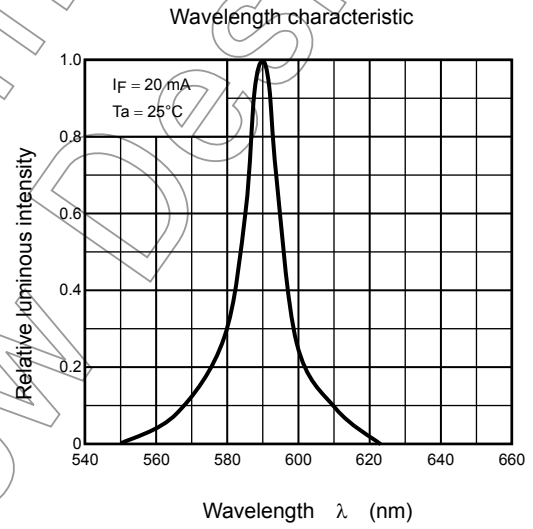 Wavelength characteristic
IF = 20 mA
Ta = 25°C
Relative luminous intensity
1.0
0.8
0.6
0.4
0.2
0
540 560 580 600 620 640 660
Wavelength λ (nm)